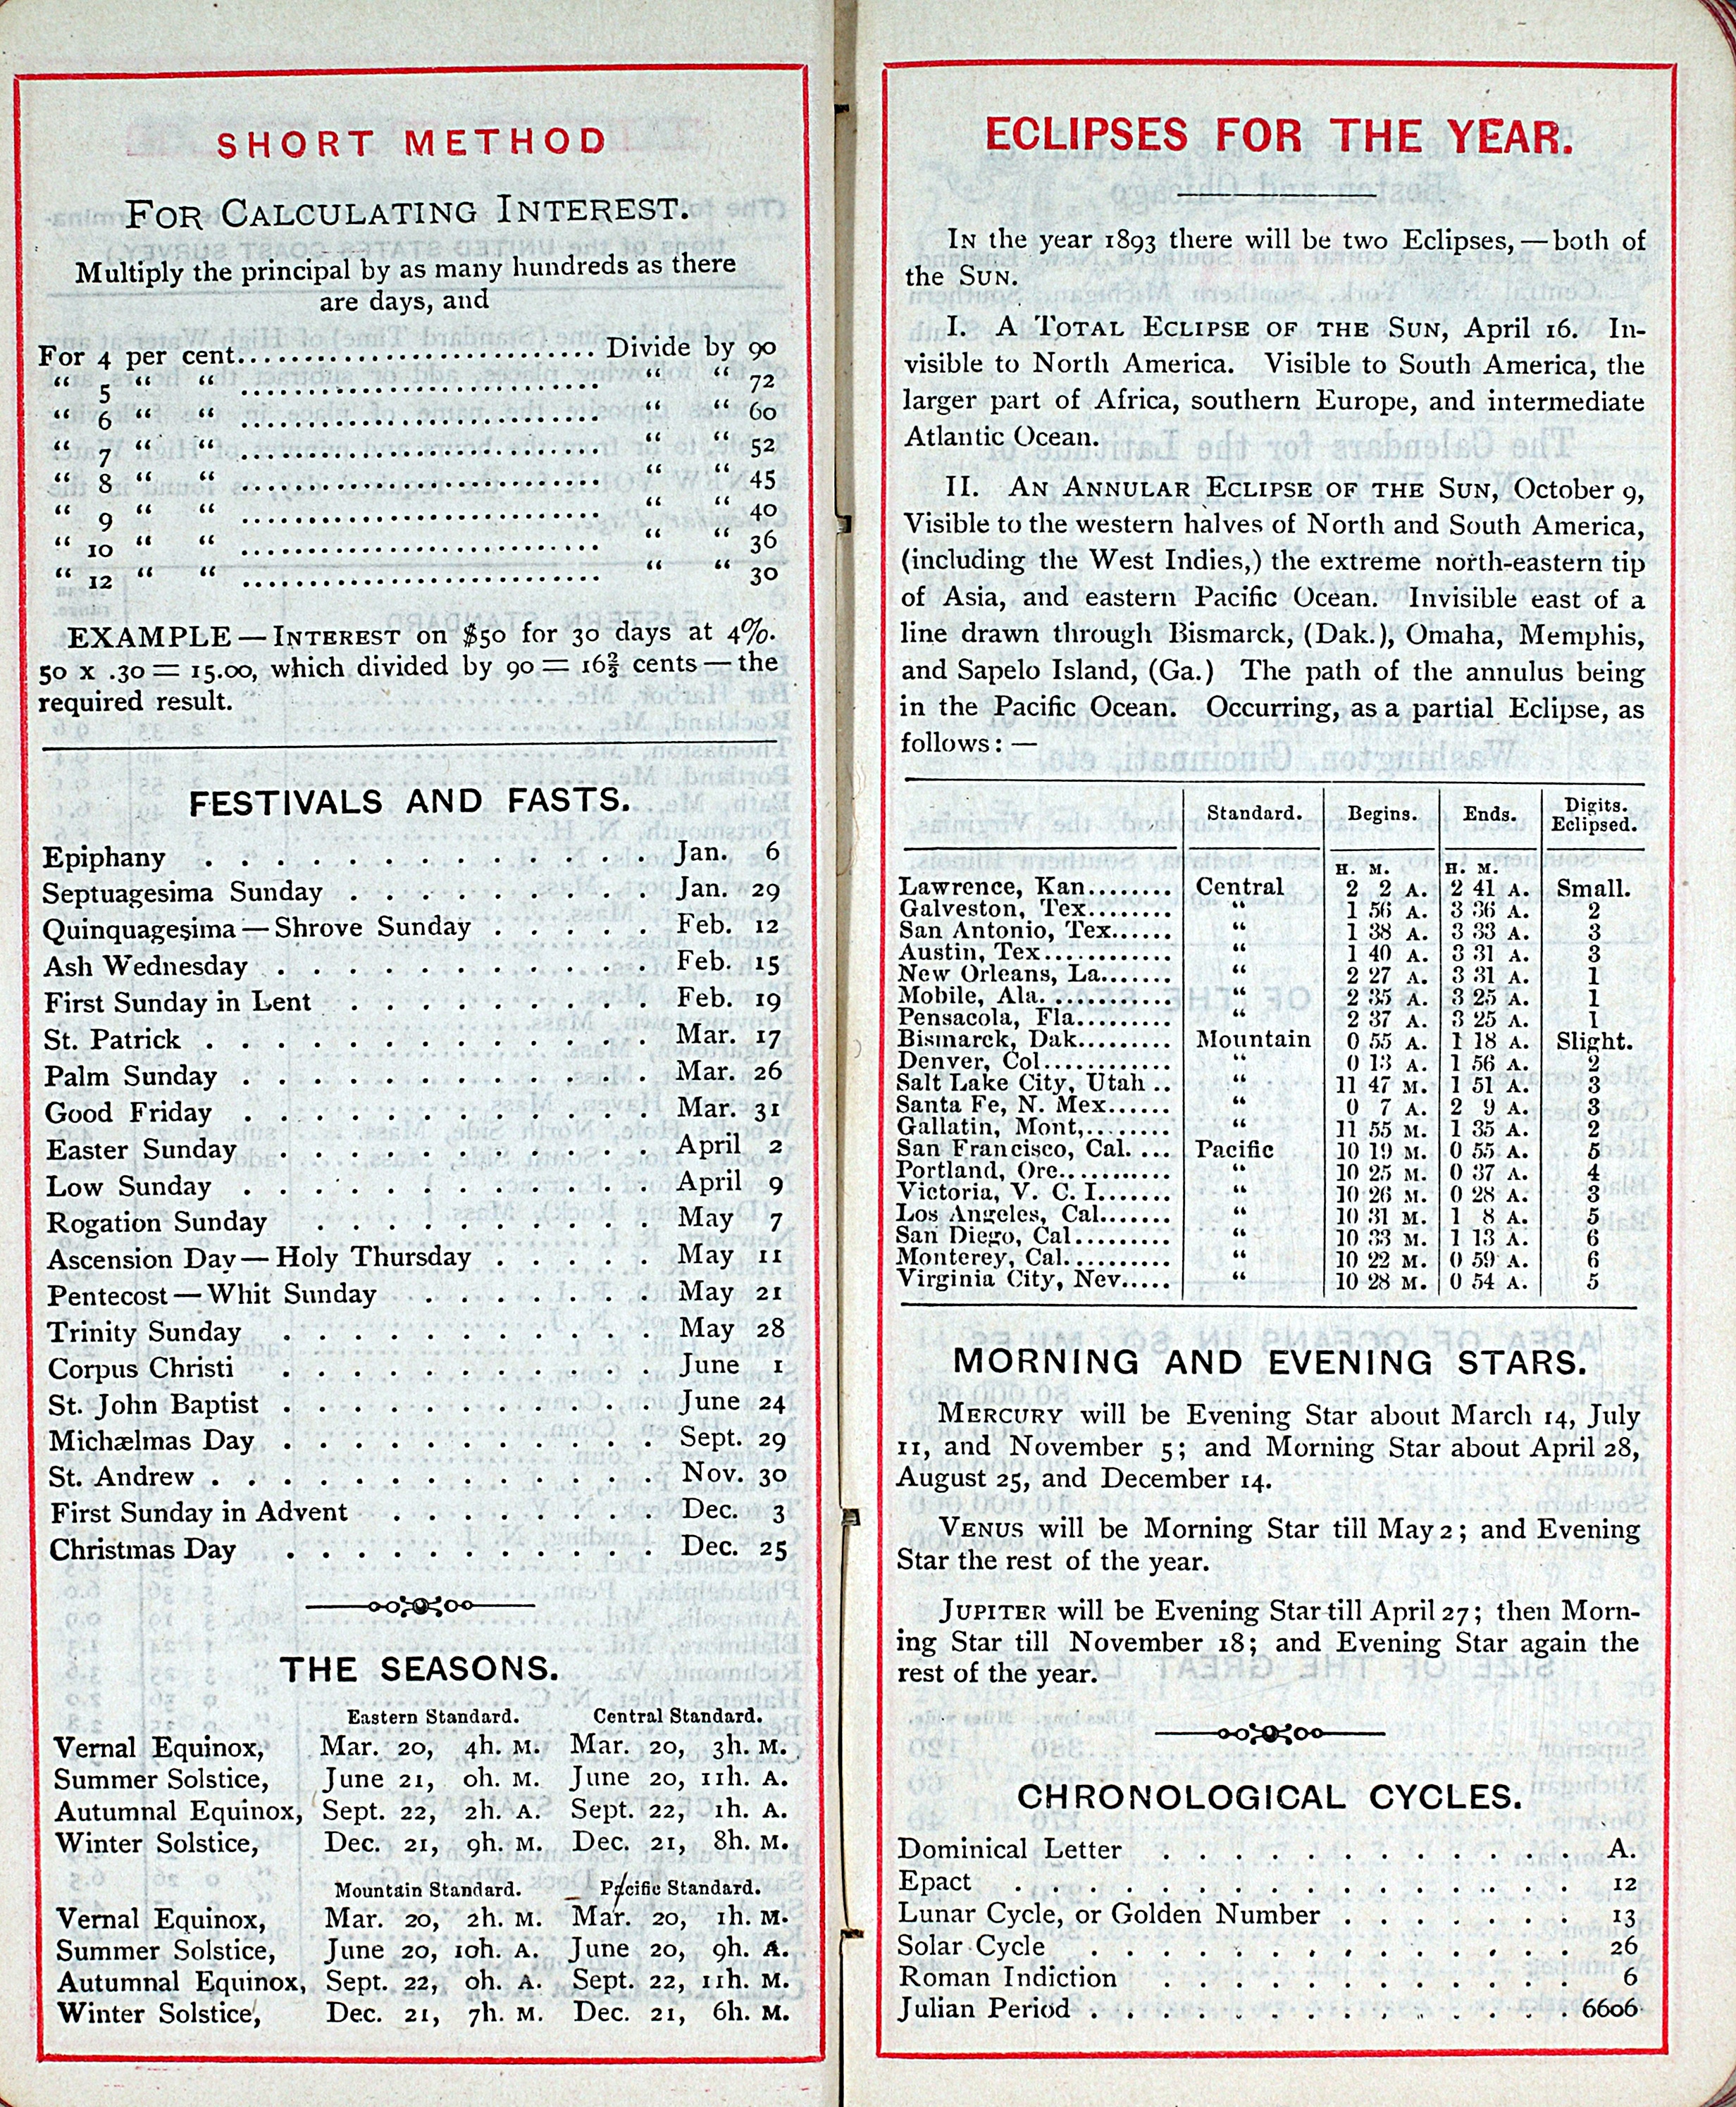 SHORT METHOD
FOR CALCULATING INTEREST.
Multiply the principal by as many hundreds as there
are days, and
For 4 per cent.............................. Divide by 90
“ 5 “ “ .............................. “ “ 72
“ 6 “ “ .............................. “ “ 60
“ 7 “ “ .............................. “ “ 52
“ 8 “ “ .............................. “ “ 45
“ 9 “ “ .............................. “ “ 40
“ 10 “ “ .............................. “ “ 36
“ 12 “ “ .............................. “ “ 30
EXAMPLE — INTEREST on $50 for 30 days at 4%.
50 x .30 = 15.00, which divided by 90 = 16⅔ cents — the
required result.
FESTIVALS AND FASTS.
Epiphany . . . . . . . . . . . . . Jan. 6
Septuagesima Sunday . . . . . . . . . Jan. 29
Quinquagesima — Shrove Sunday . . . . . Feb. 12
Ash Wednesday . . . . . . . . . . . Feb. 15
First Sunday in Lent . . . . . . . . . Feb. 19
St. Patrick . . . . . . . . . . . . . Mar. 17
Palm Sunday . . . . . . . . . . . . Mar. 26
Good Friday . . . . . . . . . . . . Mar. 31
Easter Sunday . . . . . . . . . . . April 2
Low Sunday . . . . . . . . . . . . April 9
Rogation Sunday . . . . . . . . . . May 7
Ascension Day — Holy Thursday . . . . . May 11
Pentecost — Whit Sunday . . . . . . . May 21
Trinity Sunday . . . . . . . . . . . May 28
Corpus Christi . . . . . . . . . . . June 1
St. John Baptist . . . . . . . . . . . June 24
Michælmas Day . . . . . . . . . . . Sept. 29
St. Andrew . . . . . . . . . . . . . Nov. 30
First Sunday in Advent . . . . . . . . Dec. 3
Christmas Day . . . . . . . . . . . Dec. 25
THE SEASONS.
Eastern Standard. Central Standard.
Vernal Equinox, Mar. 20, 4h. M. Mar. 20, 3h. M.
Summer Solstice, June 21, 0h. M. June 20, 11h. A.
Autumnal Equinox, Sept. 22, 2h. A. Sept. 22, 1h. A.
Winter Solstice, Dec. 21, 9h. M. Dec. 21, 8h. M.
Mountain Standard. Pacific Standard.
Vernal Equinox, Mar. 20, 2h. M. Mar. 20, 1h. M.
Summer Solstice, June 20, 10h. A. June 20, 9h. A.
Autumnal Equinox, Sept. 22, 0h. A. Sept. 22, 11h. M.
Winter Solstice, Dec. 21, 7h. M. Dec. 21, 6h. M.
ECLIPSES FOR THE YEAR.
IN the year 1893 there will be two Eclipses, — both of
the SUN.
I. A TOTAL ECLIPSE OF THE SUN, April 16. In-
visible to North America. Visible to South America, the
larger part of Africa, southern Europe, and intermediate
Atlantic Ocean.
II. AN ANNULAR ECLIPSE OF THE SUN, October 9,
Visible to the western halves of North and South America,
(including the West Indies,) the extreme north-eastern tip
of Asia, and eastern Pacific Ocean. Invisible east of a
line drawn through Bismarck, (Dak.), Omaha, Memphis,
and Sapelo Island, (Ga.) The path of the annulus being
in the Pacific Ocean. Occurring, as a partial Eclipse, as
follows: —
Standard. Begins. Ends. Digits. Eclipsed.
H. M. H. M.
Lawrence, Kan........ Central 2 2 A. 2 41 A. Small.
Galveston, Tex........ “ 1 56 A. 3 36 A. 2
San Antonio, Tex...... “ 1 38 A. 3 33 A. 3
Austin, Tex............ “ 1 40 A. 3 31 A. 3
New Orleans, La....... “ 2 27 A. 3 31 A. 1
Mobile, Ala............ “ 2 35 A. 3 25 A. 1
Pensacola, Fla......... “ 2 37 A. 3 25 A. 1
Bismarck, Dak......... Mountain 0 55 A. 1 18 A. Slight.
Denver, Col............ “ 0 13 A. 1 56 A. 2
Salt Lake City, Utah .. “ 11 47 M. 1 51 A. 3
Santa Fe, N. Mex...... “ 0 7 A. 2 9 A. 3
Gallatin, Mont,........ “ 11 55 M. 1 35 A. 2
San Francisco, Cal. .... Pacific 10 19 M. 0 55 A. 5
Portland, Ore.......... “ 10 25 M. 0 37 A. 4
Victoria, V. C. I....... “ 10 26 M. 0 28 A. 3
Los Angeles, Cal....... “ 10 31 M. 1 8 A. 5
San Diego, Cal......... “ 10 33 M. 1 13 A. 6
Monterey, Cal.......... “ 10 22 M. 0 59 A. 6
Virginia City, Nev..... “ 10 28 M. 0 54 A. 5
MORNING AND EVENING STARS.
MERCURY will be Evening Star about March 14, July
11, and November 5; and Morning Star about April 28,
August 25, and December 14.
VENUS will be Morning Star till May 2; and Evening
Star the rest of the year.
JUPITER will be Evening Star till April 27; then Morn-
ing Star till November 18; and Evening Star again the
rest of the year.
CHRONOLOGICAL CYCLES.
Dominical Letter . . . . . . . . . . . . A.
Epact . . . . . . . . . . . . . . . 12
Lunar Cycle, or Golden Number . . . . . . . 13
Solar Cycle . . . . . . . . . . . . . 26
Roman Indiction . . . . . . . . . . . . 6
Julian Period . . . . . . . . . . . . . 6606